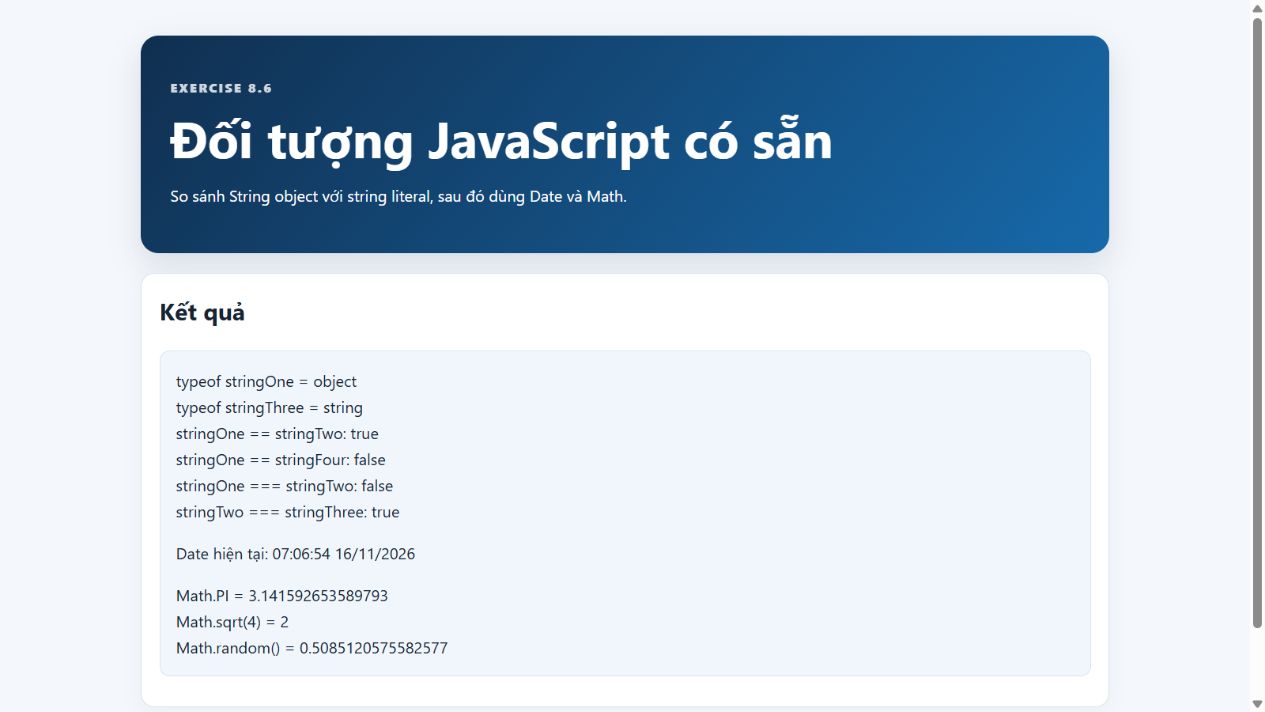 EXERCISE 8.6
Đối tượng JavaScript có sẵn
So sánh String object với string literal, sau đó dùng Date và Math.
Kết quả
typeof stringOne = object
typeof stringThree = string
stringOne == stringTwo: true
stringOne == stringFour: false
stringOne === stringTwo: false
stringTwo === stringThree: true
Date hiện tại: 07:06:54 16/11/2026
Math.PI = 3.141592653589793
Math.sqrt(4) = 2
Math.random() = 0.5085120575582577